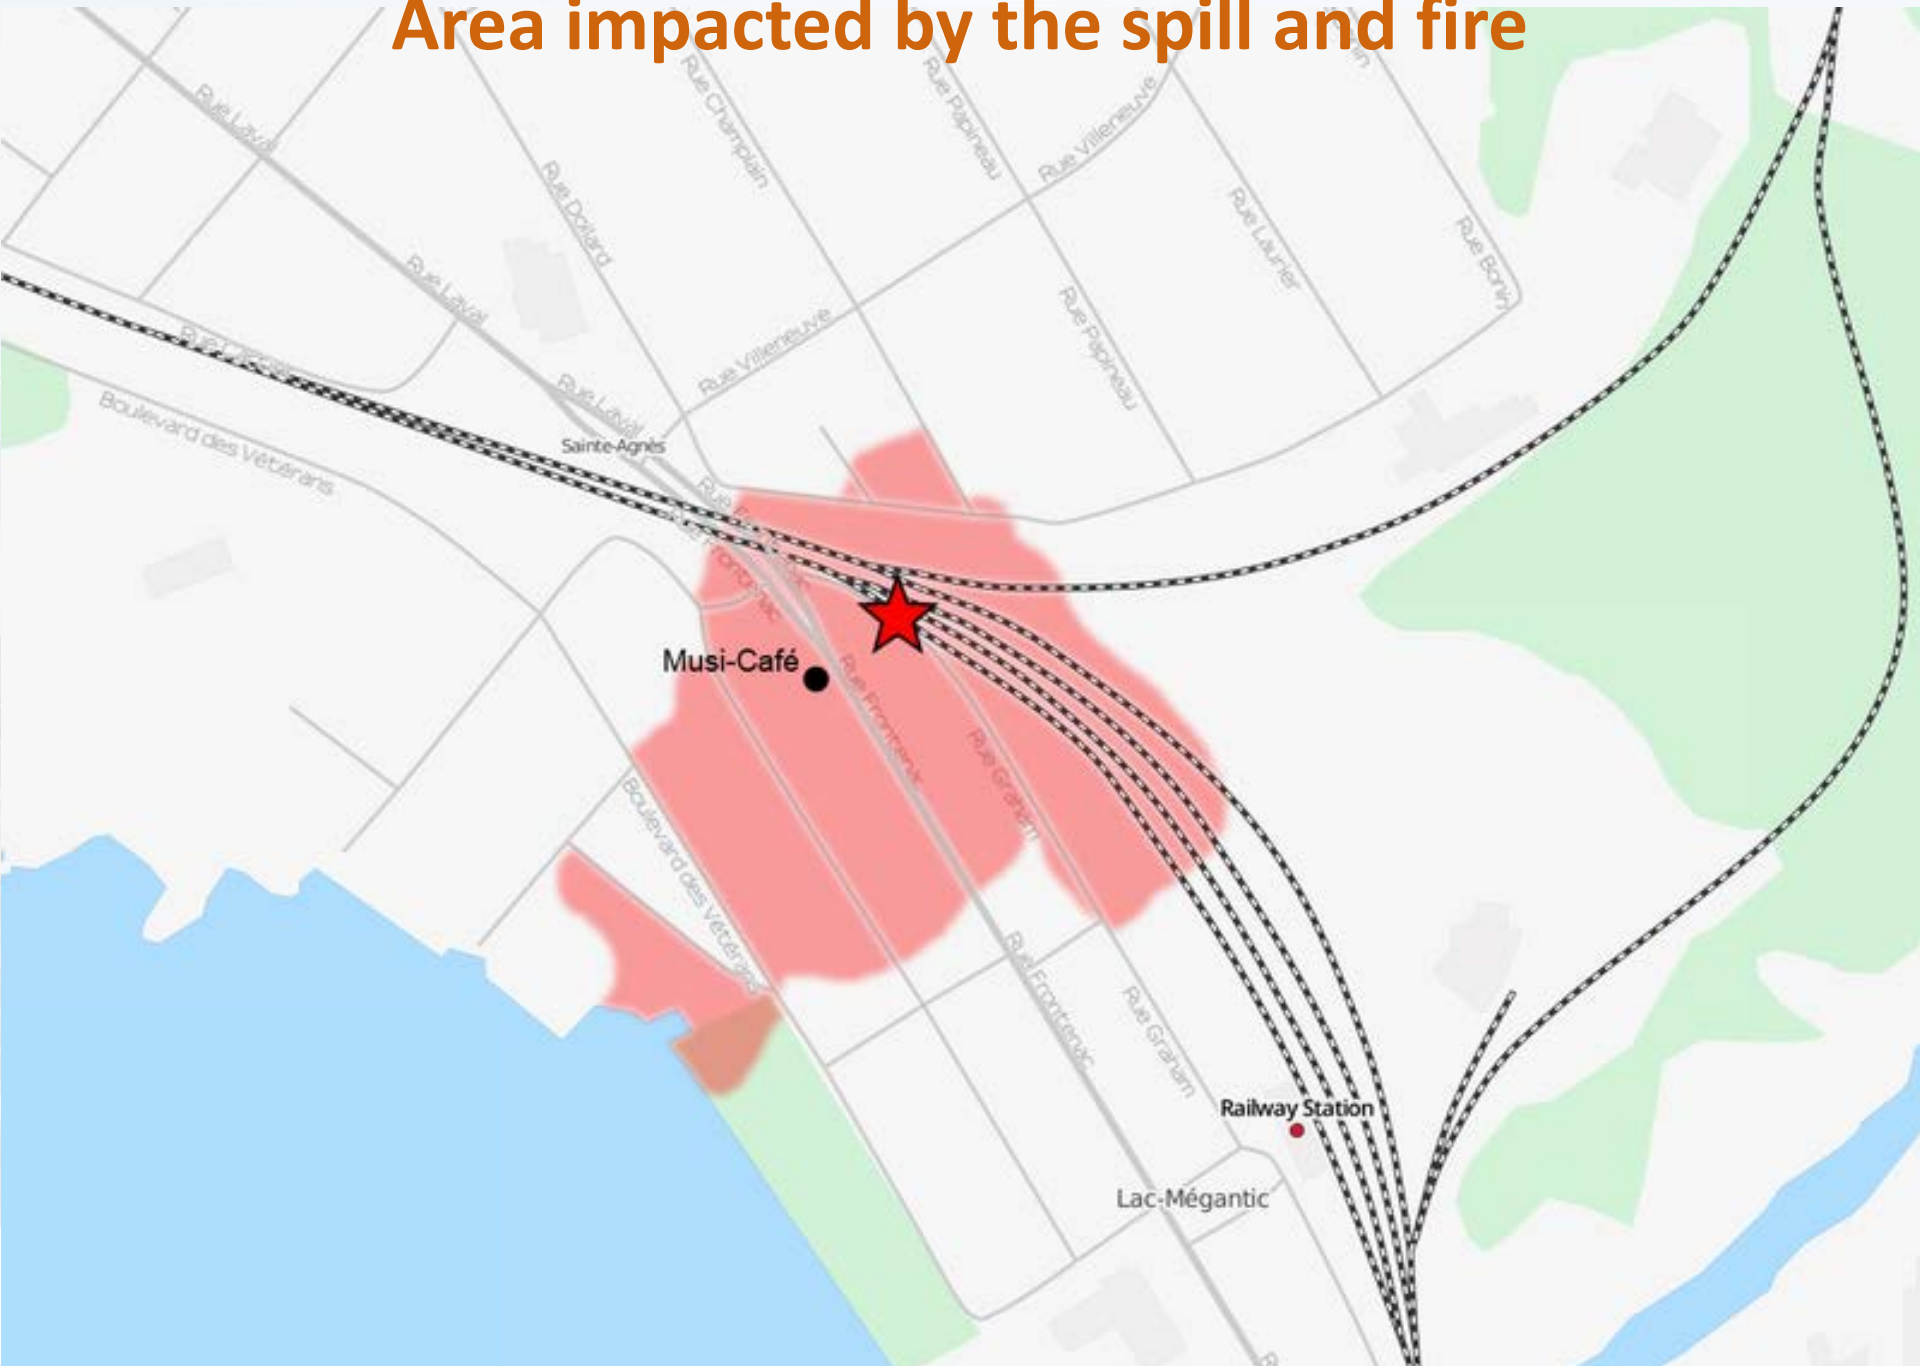 Area impacted by the spill and fire
Rue Laval
Rue Champlain
Rue Papineau
Rue Villeneuve
Rue Dollard
Rue Laurier
Rue Bonin
Rue Laval
Rue Papineau
Rue Villeneuve
Rue Laval
Boulevard des Vétérans
Sainte-Agnès
Rue Frontenac
Musi-Café
Rue Frontenac
Rue Graham
Boulevard des Vétérans
Rue Frontenac
Rue Graham
Railway Station
Lac-Mégantic